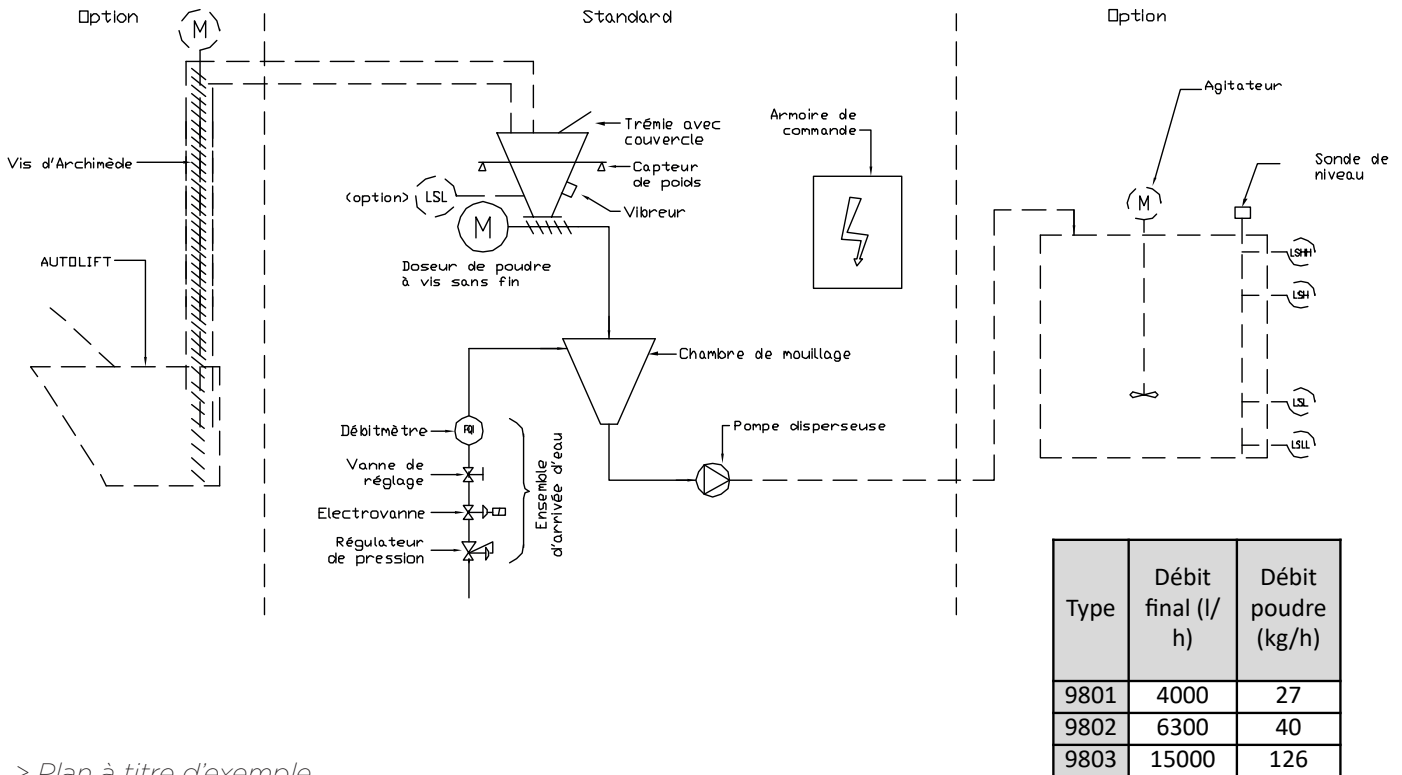 Option
Standard
Option
M
Agitateur
Trémie avec
couvercle
Armoire de
commande
Vis d'Archimède
Capteur
de poids
Sonde de
niveau
(option)
LSL
Vibreur
M
M
AUTOLIFT
Doseur de poudre
à vis sans fin
LSHH
LSH
Chambre de mouillage
LSL
LSLL
Débitmètre
FQI
Pompe disperseuse
Vanne de
réglage
Electrovanne
Régulateur
de pression
Ensemble
d'arrivée d'eau
Type
Débit
final (l/
h)
Débit
poudre
(kg/h)
9801 4000 27
9802 6300 40
9803 15000 126
> Plan à titre d'exemple